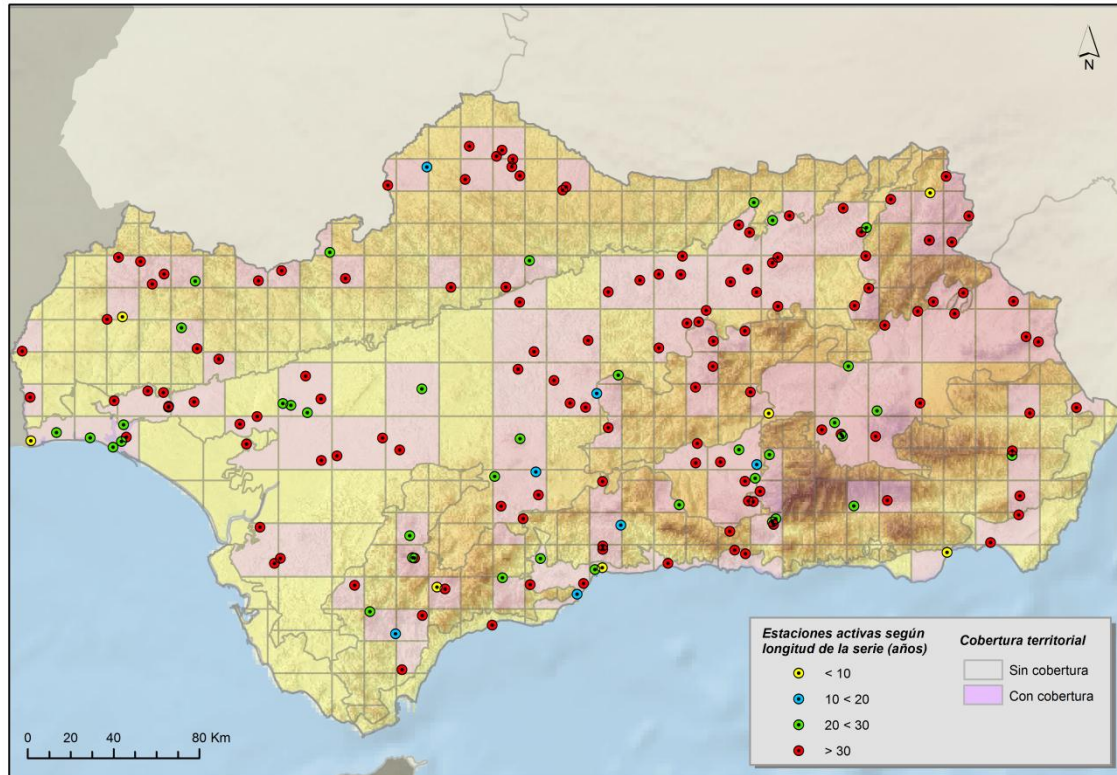 N
Estaciones activas según
longitud de la serie (años)
< 10
10 < 20
20 < 30
> 30
Cobertura territorial
Sin cobertura
Con cobertura
0 20 40 80 Km